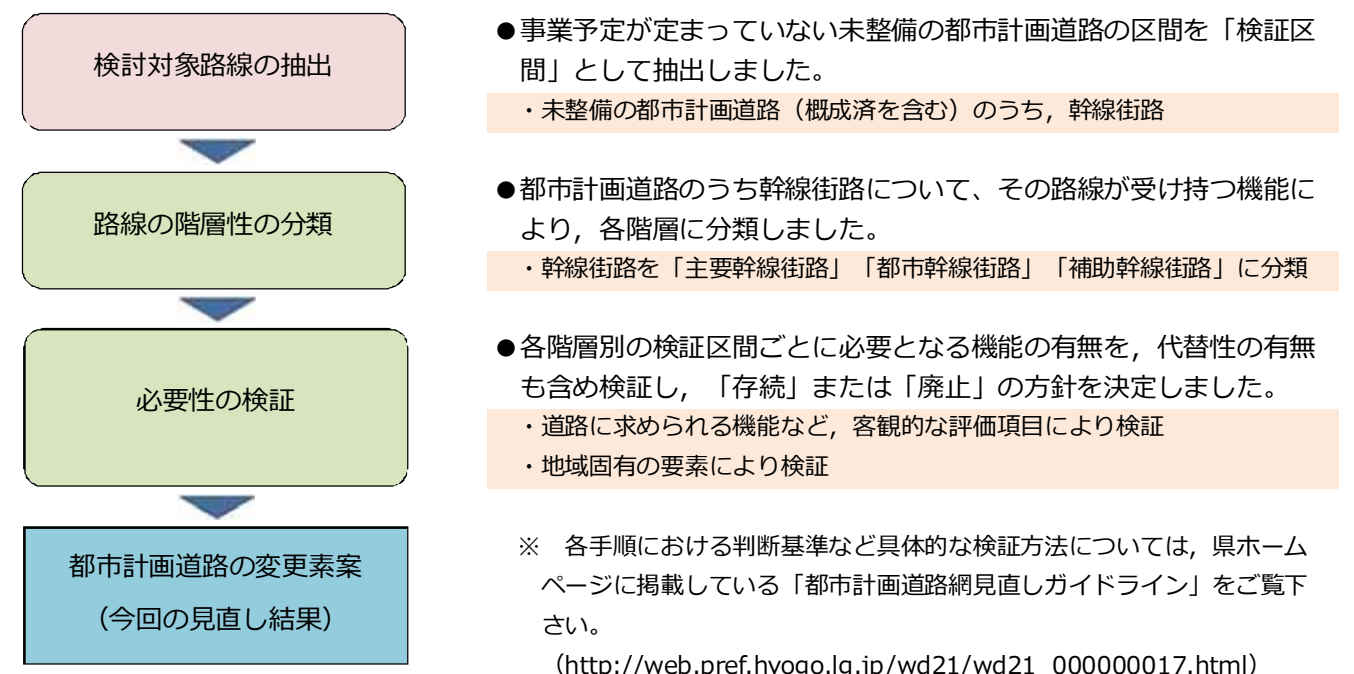 検討対象路線の抽出
●事業予定が定まっていない未整備の都市計画道路の区間を「検証区
間」として抽出しました。
・未整備の都市計画道路（概成済を含む）のうち，幹線街路
路線の階層性の分類
●都市計画道路のうち幹線街路について、その路線が受け持つ機能に
より，各階層に分類しました。
・幹線街路を「主要幹線街路」「都市幹線街路」「補助幹線街路」に分類
必要性の検証
●各階層別の検証区間ごとに必要となる機能の有無を，代替性の有無
も含め検証し，「存続」または「廃止」の方針を決定しました。
・道路に求められる機能など，客観的な評価項目により検証
・地域固有の要素により検証
都市計画道路の変更素案
（今回の見直し結果）
※　各手順における判断基準など具体的な検証方法については，県ホーム
ページに掲載している「都市計画道路網見直しガイドライン」をご覧下
さい。
（http://web.pref.hyogo.lg.jp/wd21/wd21_000000017.html）